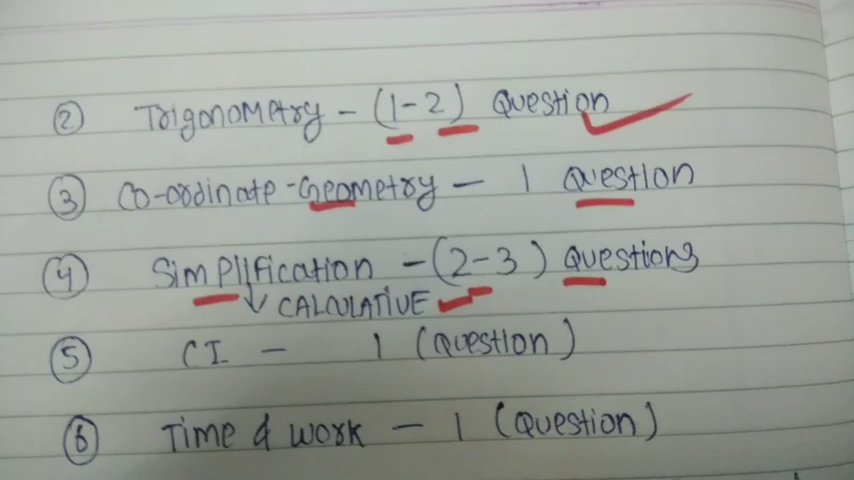 ② Trigonometry - (1-2) Question
③ Co-ordinate-Geometry - 1 Question
④ Simplification - (2-3) Questions
↓ CALCULATIVE
⑤ CI - 1 (Question)
⑥ Time & work - 1 (Question)